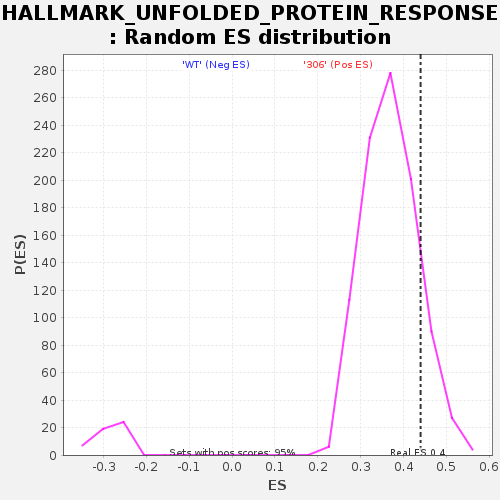 HALLMARK_UNFOLDED_PROTEIN_RESPONSE
: Random ES distribution
'WT' (Neg ES) '306' (Pos ES)
280
260
240
220
200
180
160
140
120
100
80
60
40
20
0
P(ES)
Sets with pos scores: 95% Real ES 0.4
-0.3 -0.2 -0.1 0.0 0.1 0.2 0.3 0.4 0.5 0.6
ES